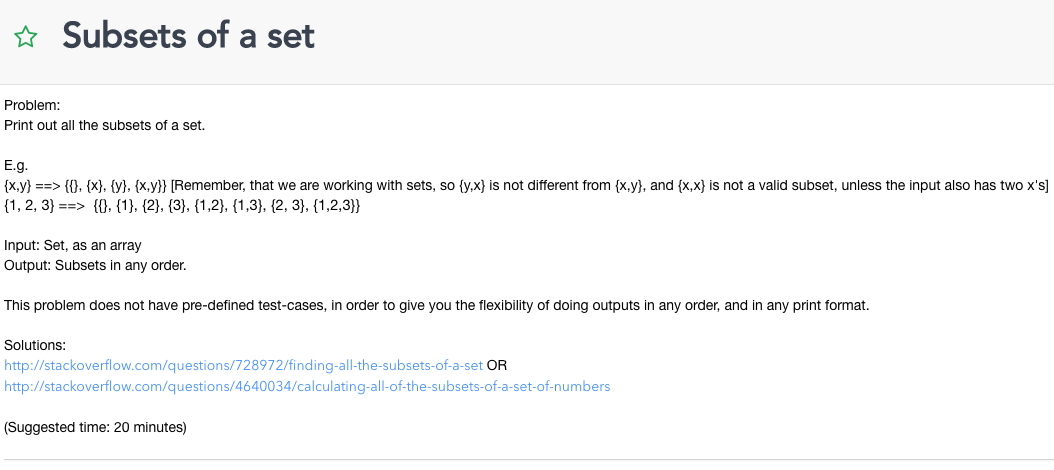 Subsets of a set
Problem:
Print out all the subsets of a set.
E.g.
{x,y} ==> {{}, {x}, {y}, {x,y}} [Remember, that we are working with sets, so {y,x} is not different from {x,y}, and {x,x} is not a valid subset, unless the input also has two x's]
{1, 2, 3} ==>  {{}, {1}, {2}, {3}, {1,2}, {1,3}, {2, 3}, {1,2,3}}
Input: Set, as an array
Output: Subsets in any order.
This problem does not have pre-defined test-cases, in order to give you the flexibility of doing outputs in any order, and in any print format.
Solutions:
http://stackoverflow.com/questions/728972/finding-all-the-subsets-of-a-set OR
http://stackoverflow.com/questions/4640034/calculating-all-of-the-subsets-of-a-set-of-numbers
(Suggested time: 20 minutes)